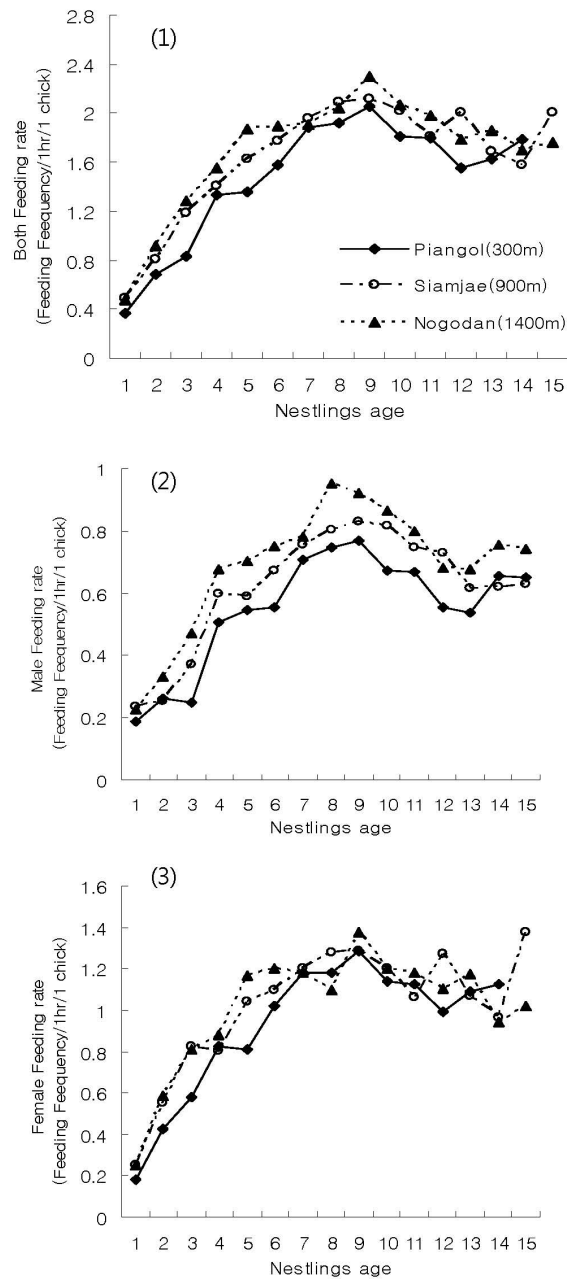 (1)
2.8
2.4
2
1.6
1.2
0.8
0.4
0
Both Feeding rate
(Feeding Feequency/1hr/1 chick)
Piangol(300m)
Siamjae(900m)
Nogodan(1400m)
1 2 3 4 5 6 7 8 9 10 11 12 13 14 15
Nestlings age
(2)
1
0.8
0.6
0.4
0.2
0
Male Feeding rate
(Feeding Feequency/1hr/1 chick)
1 2 3 4 5 6 7 8 9 10 11 12 13 14 15
Nestlings age
(3)
1.6
1.4
1.2
1
0.8
0.6
0.4
0.2
0
Female Feeding rate
(Feeding Feequency/1hr/1 chick)
1 2 3 4 5 6 7 8 9 10 11 12 13 14 15
Nestlings age